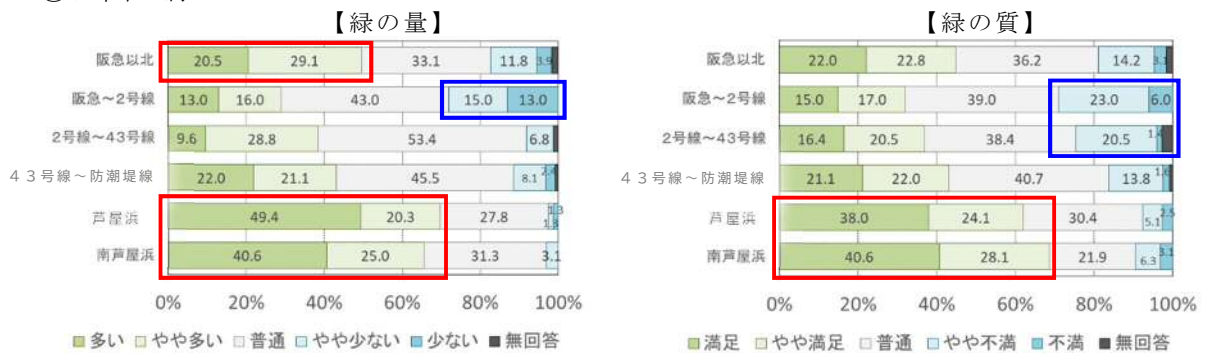 【緑の量】
阪急以北 20.5 29.1 33.1 11.8 3.9
阪急～2号線 13.0 16.0 43.0 15.0 13.0
2号線～43号線 9.6 28.8 53.4 6.8
４３号線～防潮堤線 22.0 21.1 45.5 8.1 2.4
芦屋浜 49.4 20.3 27.8 1.3 1.3
南芦屋浜 40.6 25.0 31.3 3.1
0% 20% 40% 60% 80% 100%
多い やや多い 普通 やや少ない 少ない 無回答
【緑の質】
阪急以北 22.0 22.8 36.2 14.2 3.1
阪急～2号線 15.0 17.0 39.0 23.0 6.0
2号線～43号線 16.4 20.5 38.4 20.5 1.4
４３号線～防潮堤線 21.1 22.0 40.7 13.8 1.6
芦屋浜 38.0 24.1 30.4 5.1 2.5
南芦屋浜 40.6 28.1 21.9 6.3 3.1
0% 20% 40% 60% 80% 100%
満足 やや満足 普通 やや不満 不満 無回答